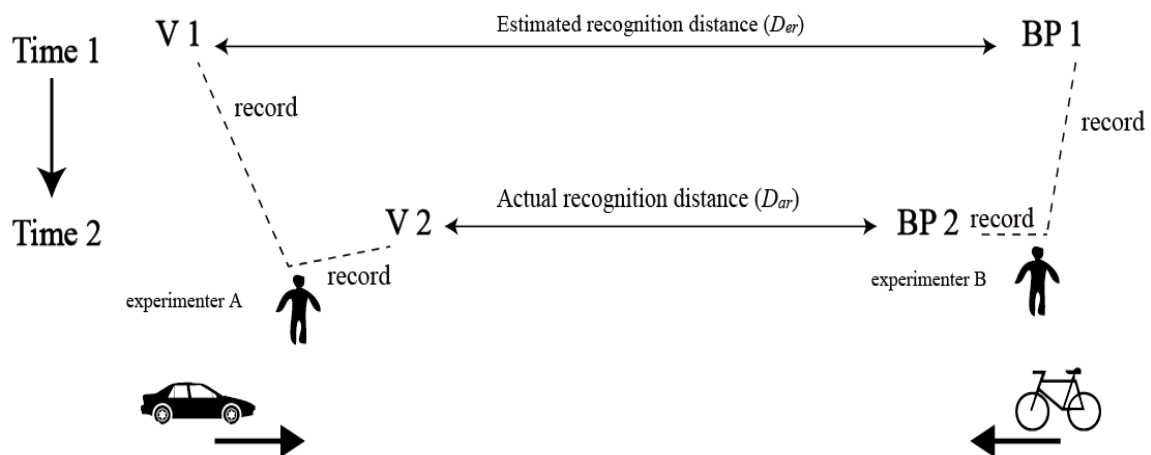 Time 1
V 1
Estimated recognition distance (Der)
BP 1
record
record
Time 2
V 2
Actual recognition distance (Dar)
BP 2
record
record
experimenter A
experimenter B